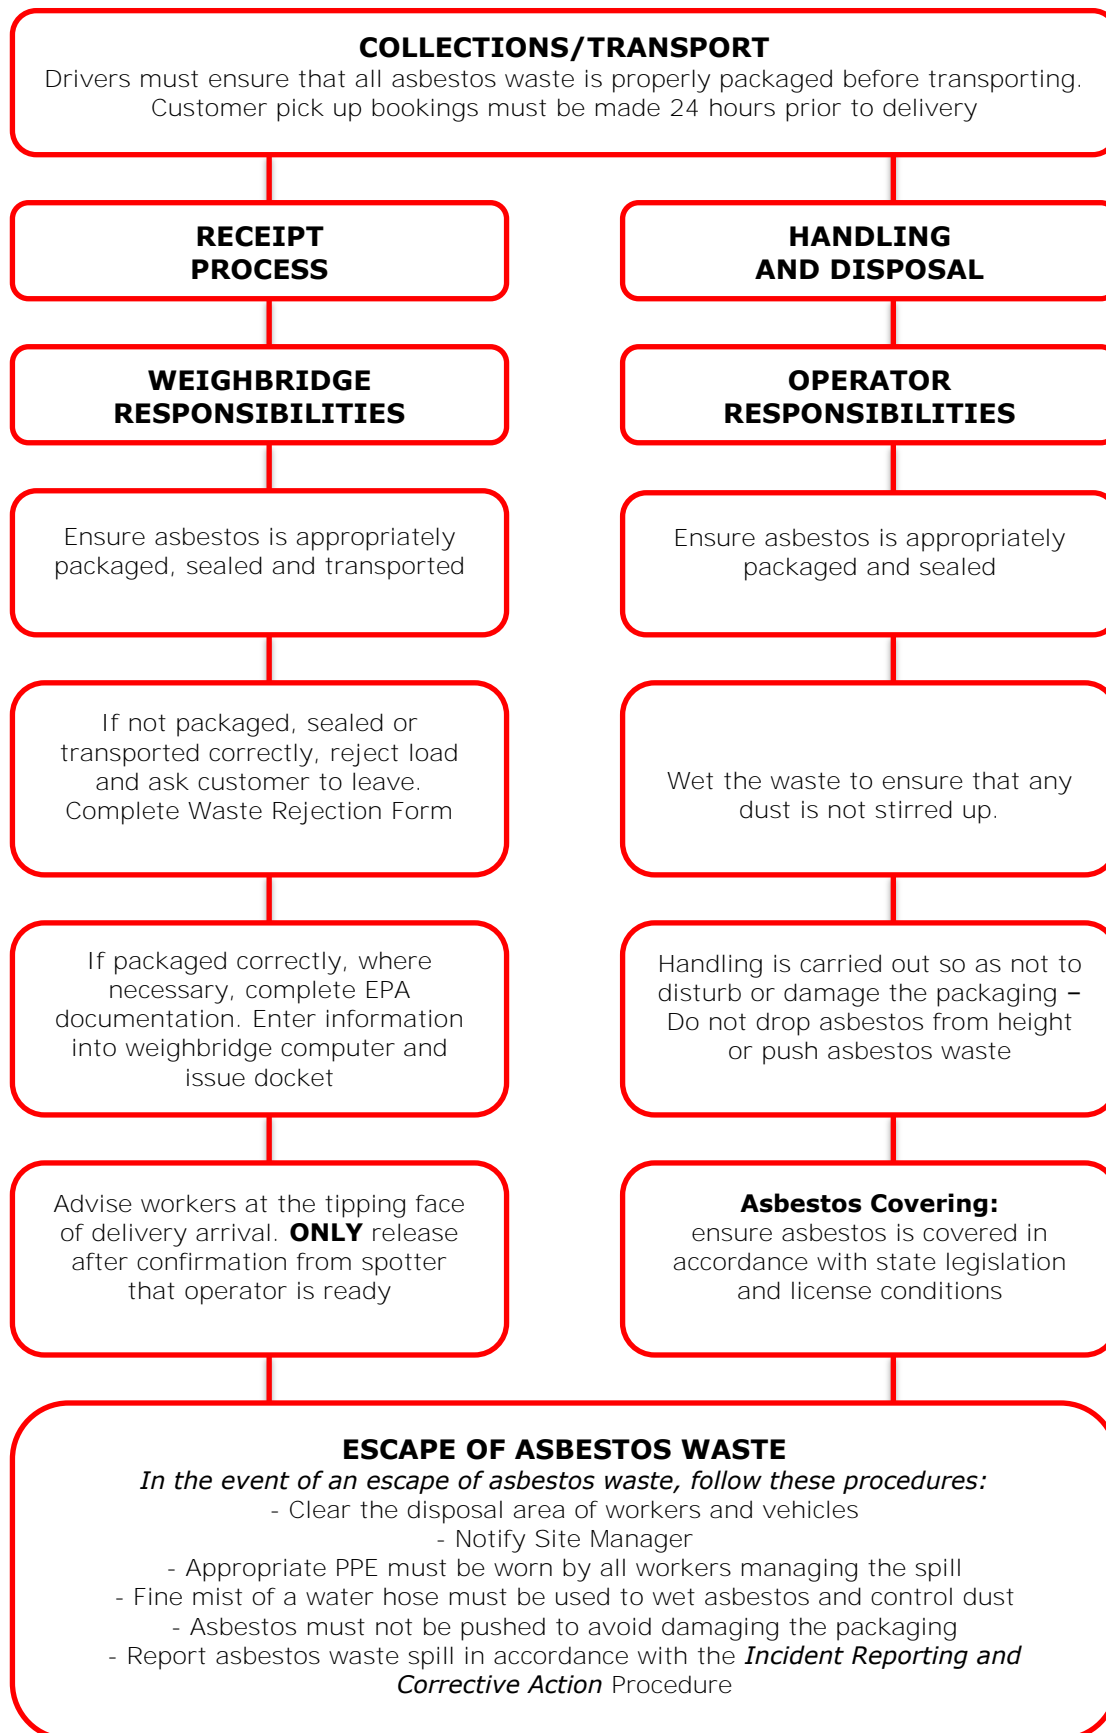 COLLECTIONS/TRANSPORT
Drivers must ensure that all asbestos waste is properly packaged before transporting.
Customer pick up bookings must be made 24 hours prior to delivery
RECEIPT
PROCESS
WEIGHBRIDGE
RESPONSIBILITIES
Ensure asbestos is appropriately
packaged, sealed and transported
If not packaged, sealed or
transported correctly, reject load
and ask customer to leave.
Complete Waste Rejection Form
If packaged correctly, where
necessary, complete EPA
documentation. Enter information
into weighbridge computer and
issue docket
Advise workers at the tipping face
of delivery arrival. ONLY release
after confirmation from spotter
that operator is ready
HANDLING
AND DISPOSAL
OPERATOR
RESPONSIBILITIES
Ensure asbestos is appropriately
packaged and sealed
Wet the waste to ensure that any
dust is not stirred up.
Handling is carried out so as not to
disturb or damage the packaging –
Do not drop asbestos from height
or push asbestos waste
Asbestos Covering:
ensure asbestos is covered in
accordance with state legislation
and license conditions
ESCAPE OF ASBESTOS WASTE
In the event of an escape of asbestos waste, follow these procedures:
- Clear the disposal area of workers and vehicles
- Notify Site Manager
- Appropriate PPE must be worn by all workers managing the spill
- Fine mist of a water hose must be used to wet asbestos and control dust
- Asbestos must not be pushed to avoid damaging the packaging
- Report asbestos waste spill in accordance with the Incident Reporting and
Corrective Action Procedure